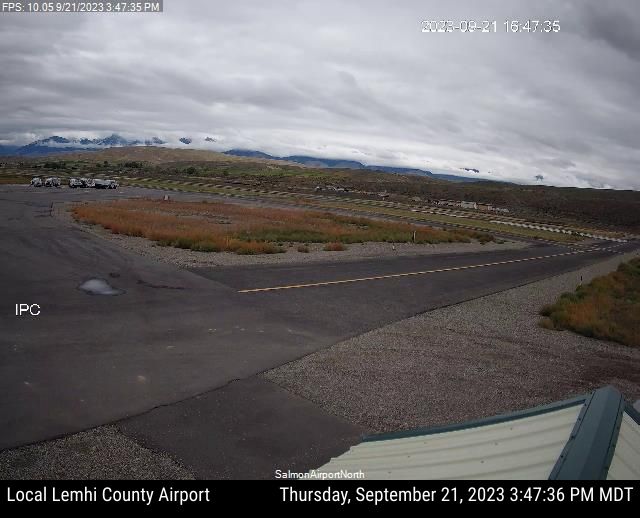 FPS: 10.05 9/21/2023 3:47:35 PM
2023-09-21 15:47:35
IPC
SalmonAirportNorth
Local Lemhi County Airport Thursday, September 21, 2023 3:47:36 PM MDT